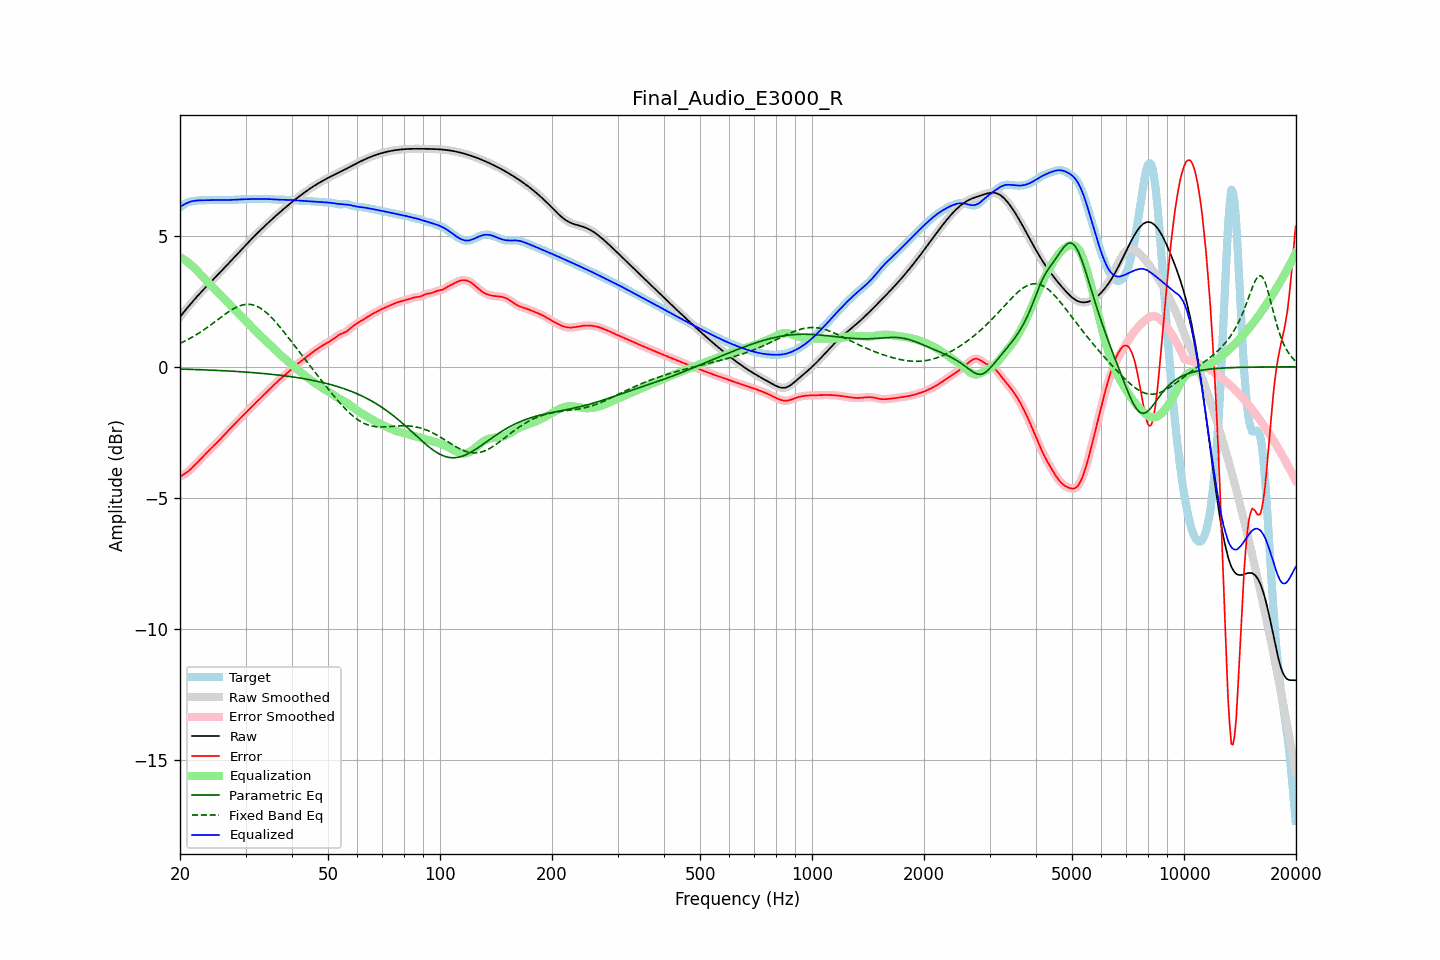 Final_Audio_E3000_R
Amplitude (dBr)
5
0
−5
−10
−15
Target
Raw Smoothed
Error Smoothed
Raw
Error
Equalization
Parametric Eq
Fixed Band Eq
Equalized
20 50 100 200 500 1000 2000 5000 10000 20000
Frequency (Hz)